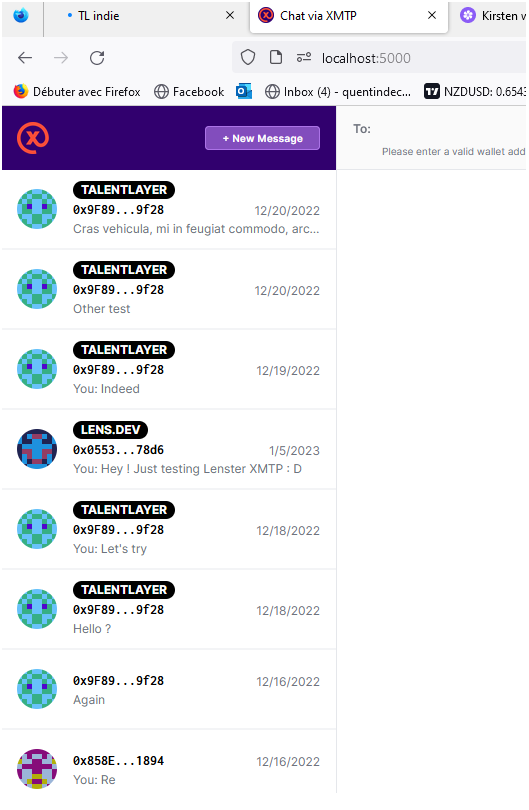 TL indie
Chat via XMTP
Kirsten v
localhost:5000
Débuter avec Firefox
Facebook
Inbox (4) - quentindec...
NZDUSD: 0.6543
+ New Message
To:
Please enter a valid wallet add
TALENTLAYER
0x9F89...9f28
12/20/2022
Cras vehicula, mi in feugiat commodo, arc...
TALENTLAYER
0x9F89...9f28
12/20/2022
Other test
TALENTLAYER
0x9F89...9f28
12/19/2022
You: Indeed
LENS.DEV
0x0553...78d6
1/5/2023
You: Hey ! Just testing Lenster XMTP : D
TALENTLAYER
0x9F89...9f28
12/18/2022
You: Let's try
TALENTLAYER
0x9F89...9f28
12/18/2022
Hello ?
0x9F89...9f28
12/16/2022
Again
0x858E...1894
12/16/2022
You: Re